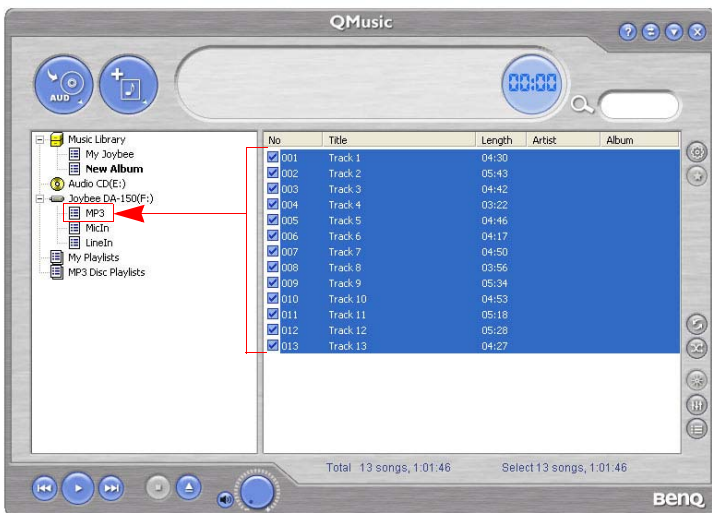 QMusic
AUD
00:00
Music Library
My Joybee
New Album
Audio CD(E:)
Joybee DA-150(F:)
MP3
MicIn
LineIn
My Playlists
MP3 Disc Playlists
No Title Length Artist Album
001 Track 1 04:30
002 Track 2 05:43
003 Track 3 04:42
004 Track 4 03:22
005 Track 5 04:46
006 Track 6 04:17
007 Track 7 04:50
008 Track 8 03:56
009 Track 9 05:34
010 Track 10 04:53
011 Track 11 05:18
012 Track 12 05:28
013 Track 13 04:27
Total 13 songs, 1:01:46 Select 13 songs, 1:01:46
BenQ